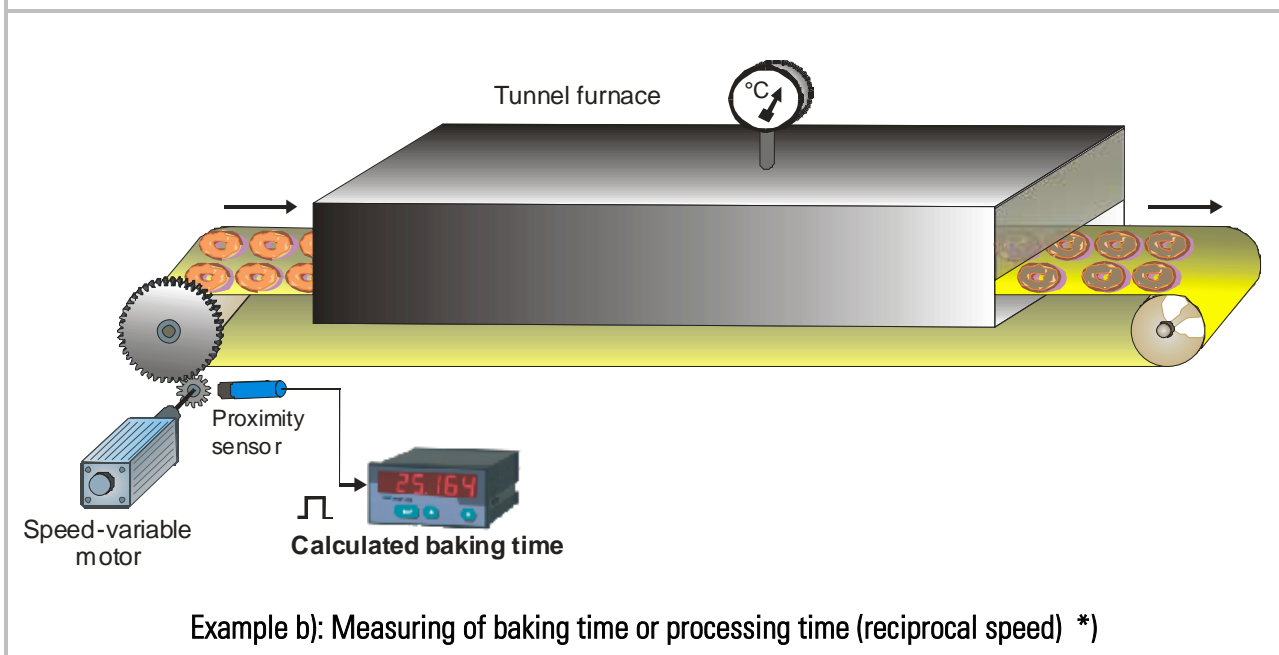 Tunnel furnace
°C
Proximity
sensor
25.164
Speed-variable
motor
Calculated baking time
Example b): Measuring of baking time or processing time (reciprocal speed) *)